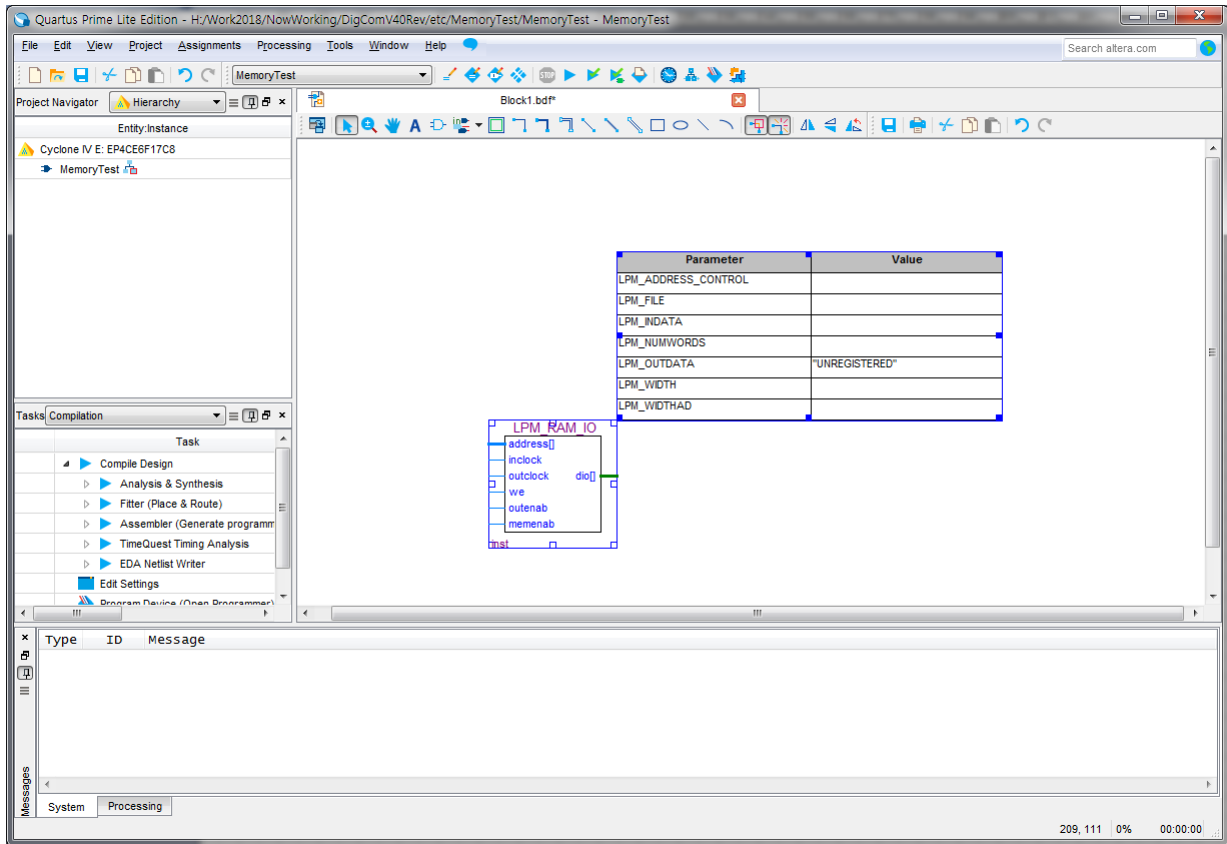 Quartus Prime Lite Edition - H:/Work2018/NowWorking/DigComV40Rev/etc/MemoryTest/MemoryTest - MemoryTest
File Edit View Project Assignments Processing Tools Window Help
Search altera.com
MemoryTest
Project Navigator Hierarchy
Entity:Instance
Cyclone IV E: EP4CE6F17C8
MemoryTest
Block1.bdf*
Parameter Value
LPM_ADDRESS_CONTROL
LPM_FILE
LPM_INDATA
LPM_NUMWORDS
LPM_OUTDATA "UNREGISTERED"
LPM_WIDTH
LPM_WIDTHAD
LPM_RAM_IO
address[]
inclock
outclock dio[]
we
outenab
memenab
inst
Tasks Compilation
Task
Compile Design
Analysis & Synthesis
Fitter (Place & Route)
Assembler (Generate programm
TimeQuest Timing Analysis
EDA Netlist Writer
Edit Settings
Program Device (Open Programmer)
Type ID Message
Messages
System Processing
209, 111 0% 00:00:00